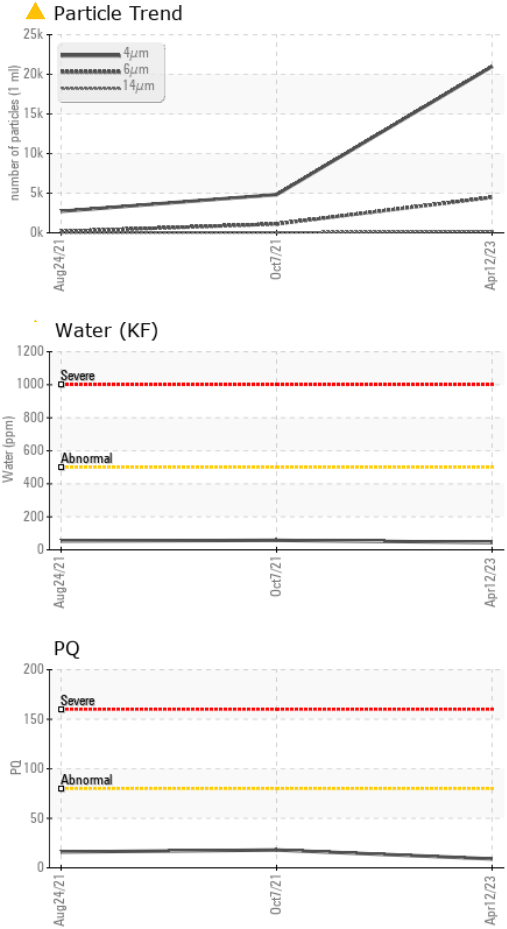 Particle Trend
25k
20k
15k
10k
5k
0k
number of particles (1 ml)
4μm
6μm
14μm
Aug24/21
Oct7/21
Apr12/23
Water (KF)
1200
1000
800
600
400
200
0
Water (ppm)
Severe
Abnormal
Aug24/21
Oct7/21
Apr12/23
PQ
200
150
100
50
0
PQ
Severe
Abnormal
Aug24/21
Oct7/21
Apr12/23